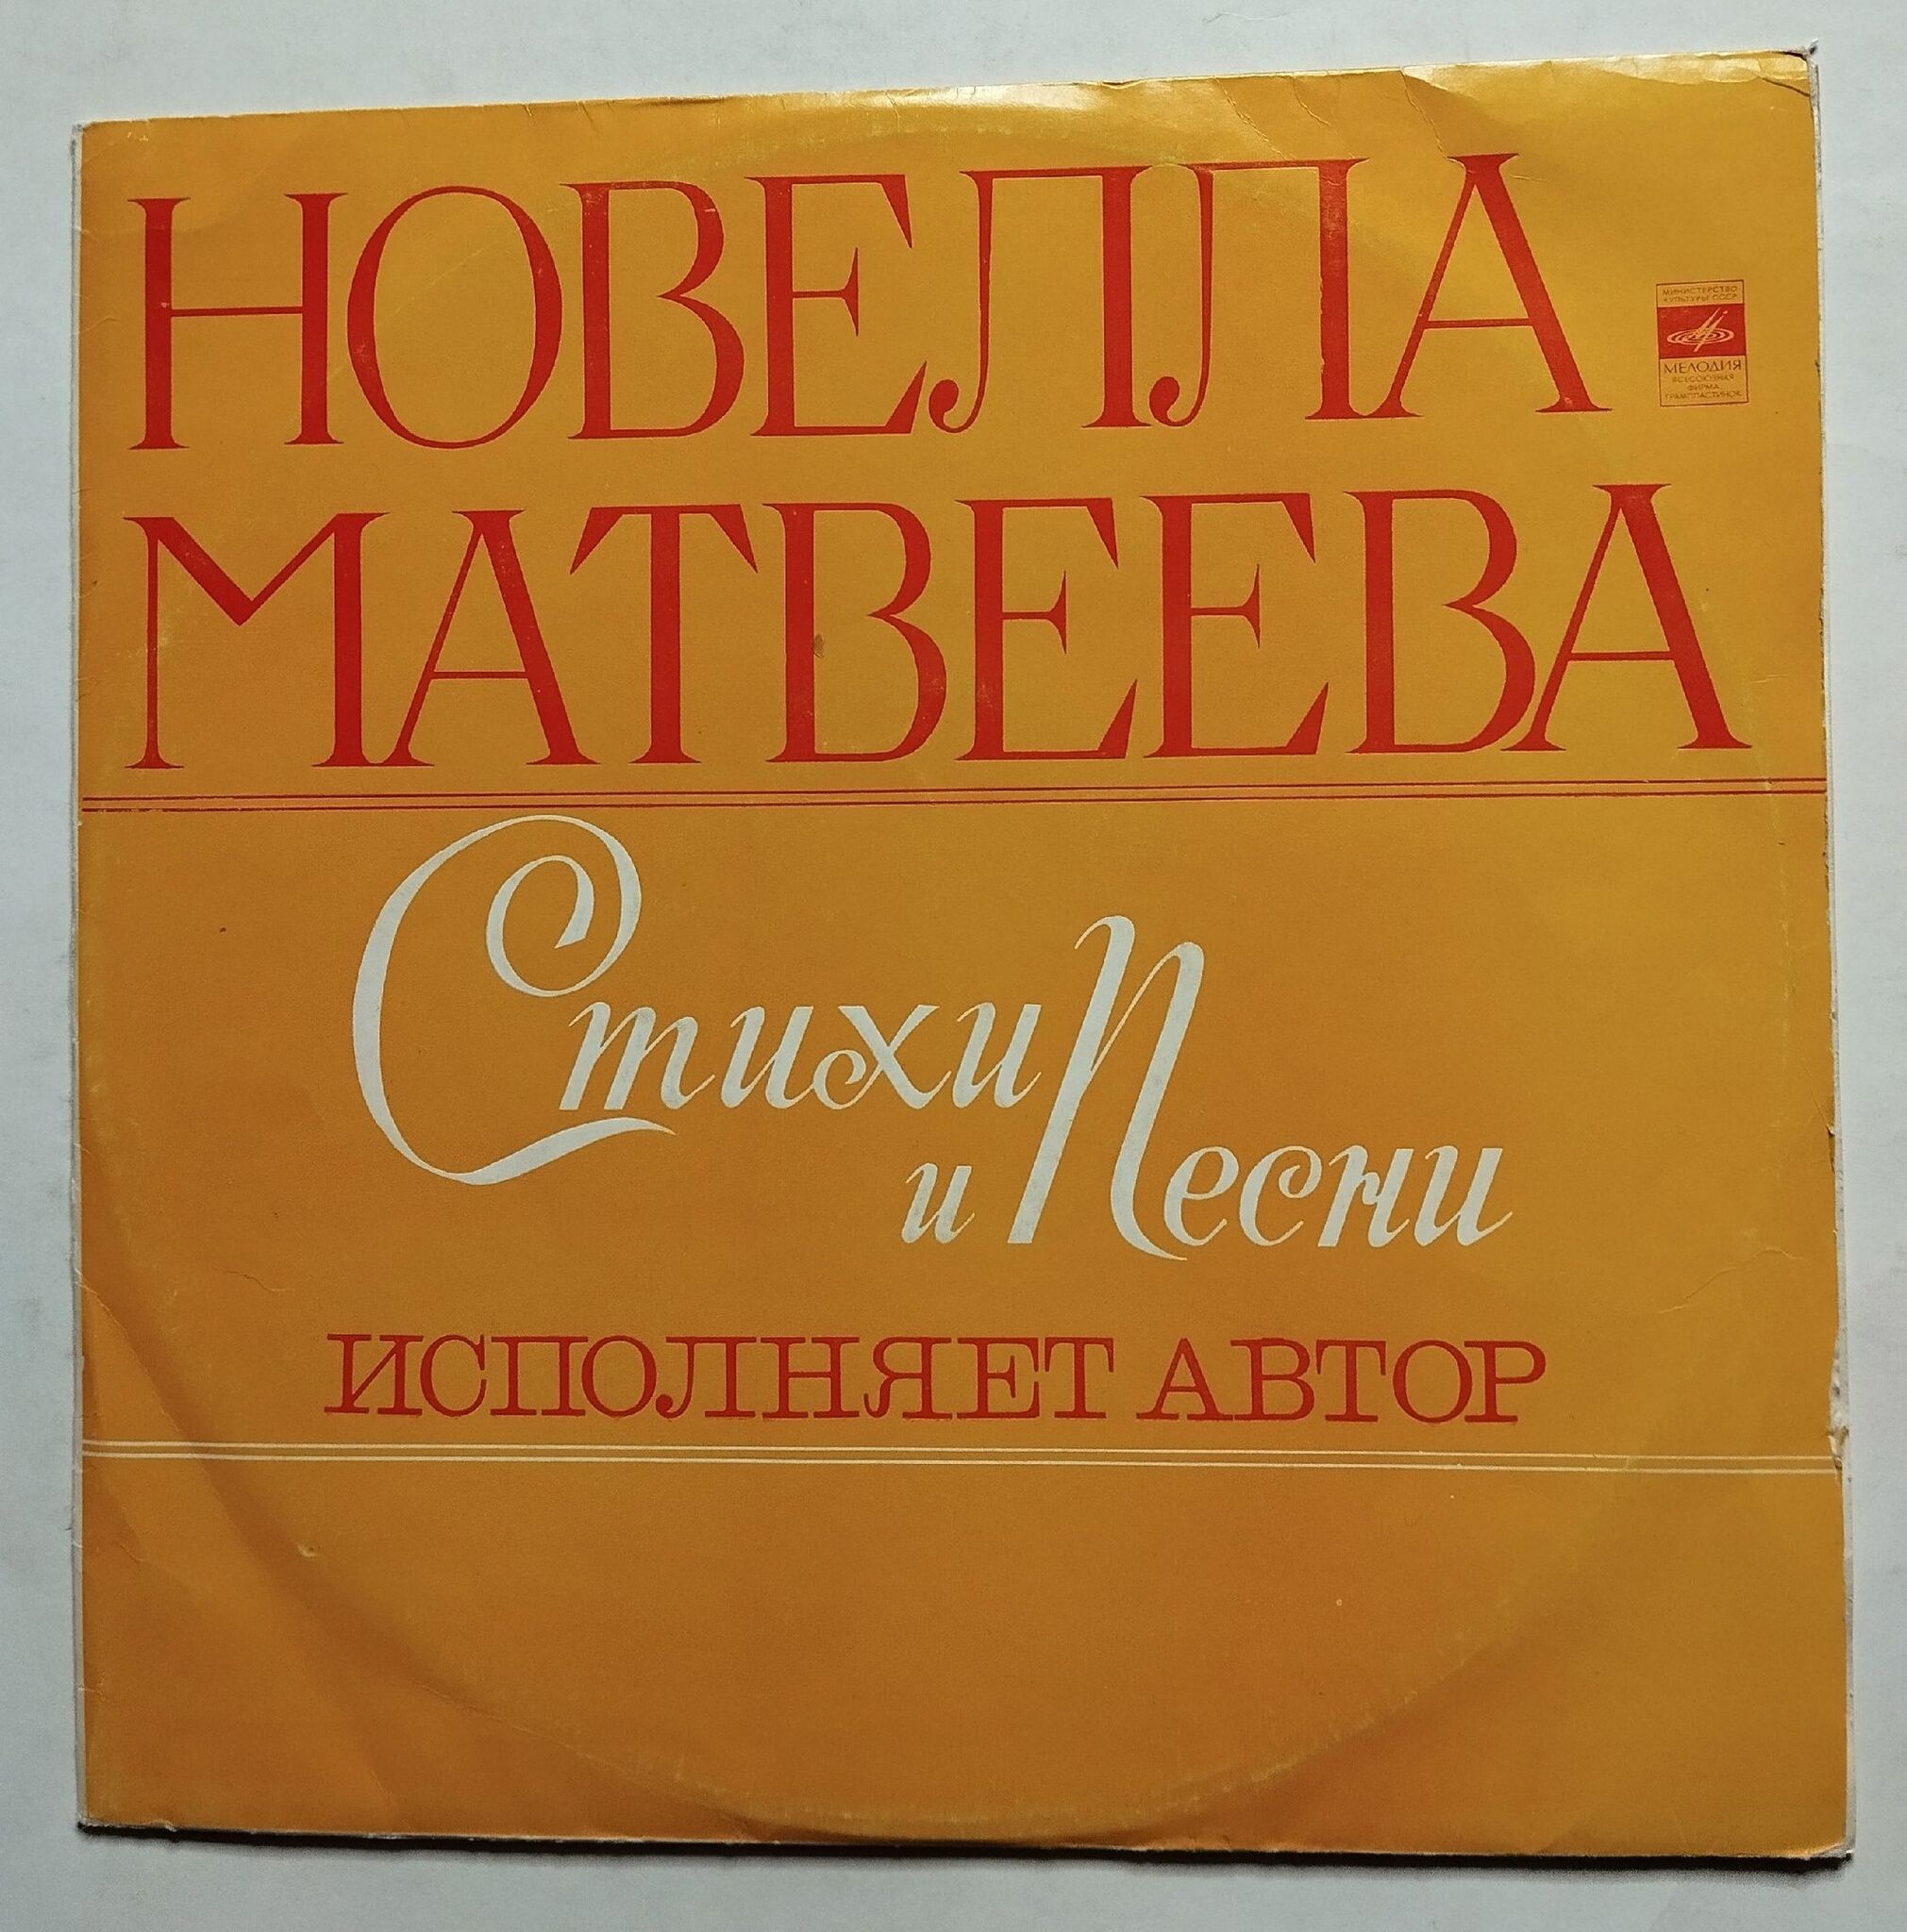 НОВЕЛЛА
МИНИСТЕРСТВО
КУЛЬТУРЫ СССР
МЕЛОДИЯ
ВСЕСОЮЗНАЯ
ФИРМА
ГРАМПЛАСТИНОК
МАТВЕЕВА
Стихи
и Песни
ИСПОЛНЯЕТ АВТОР